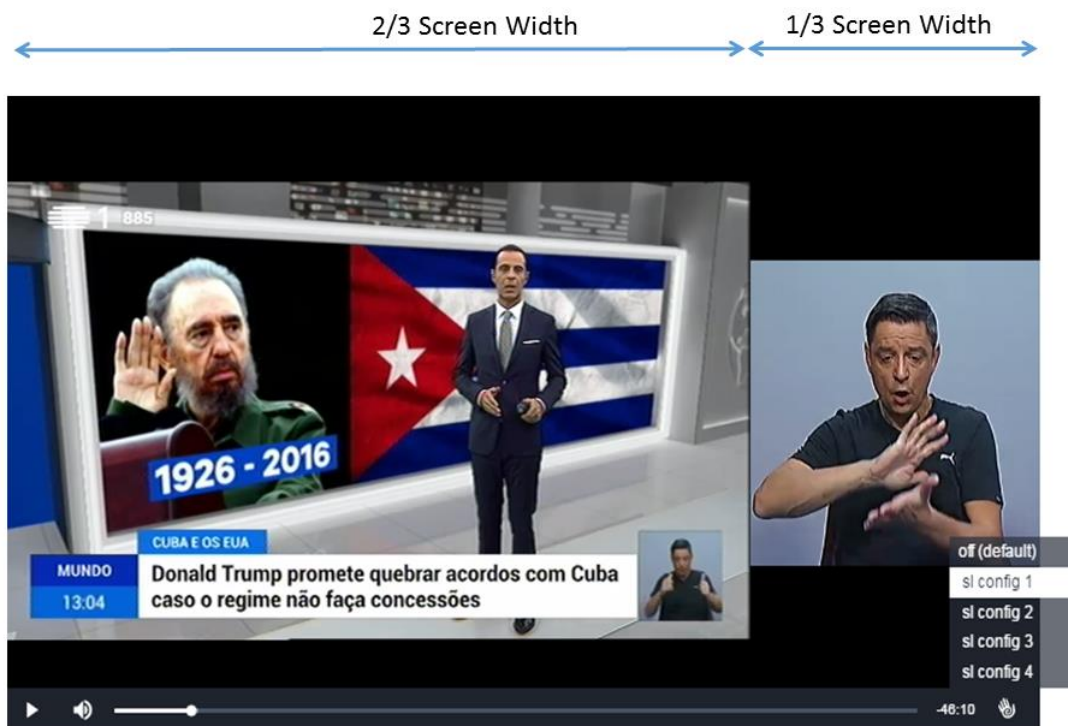 2/3 Screen Width
1/3 Screen Width
1 885
1926 - 2016
CUBA E OS EUA
MUNDO
13:04
Donald Trump promete quebrar acordos com Cuba
caso o regime não faça concessões
off (default)
sl config 1
sl config 2
sl config 3
sl config 4
-46:10